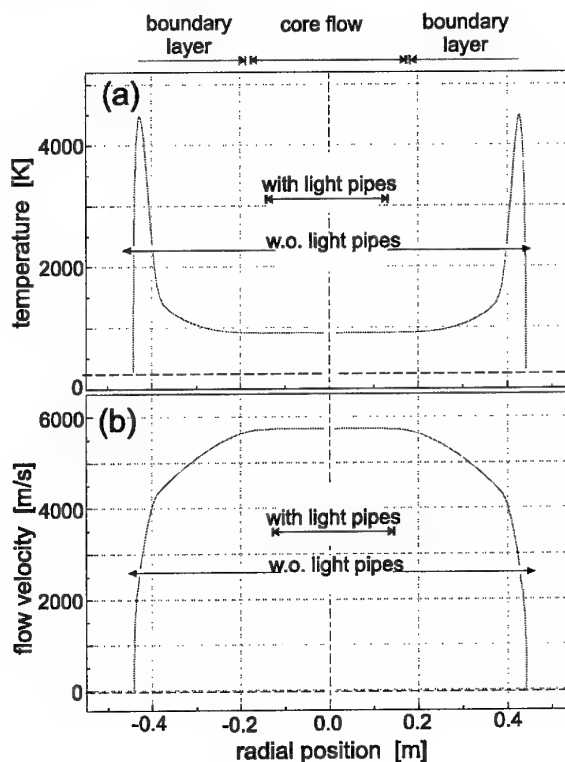 boundary layer
core flow
boundary layer
(a)
temperature [K]
4000
2000
0
with light pipes
w.o. light pipes
(b)
flow velocity [m/s]
6000
4000
2000
0
with light pipes
w.o. light pipes
-0.4 -0.2 0.0 0.2 0.4
radial position [m]